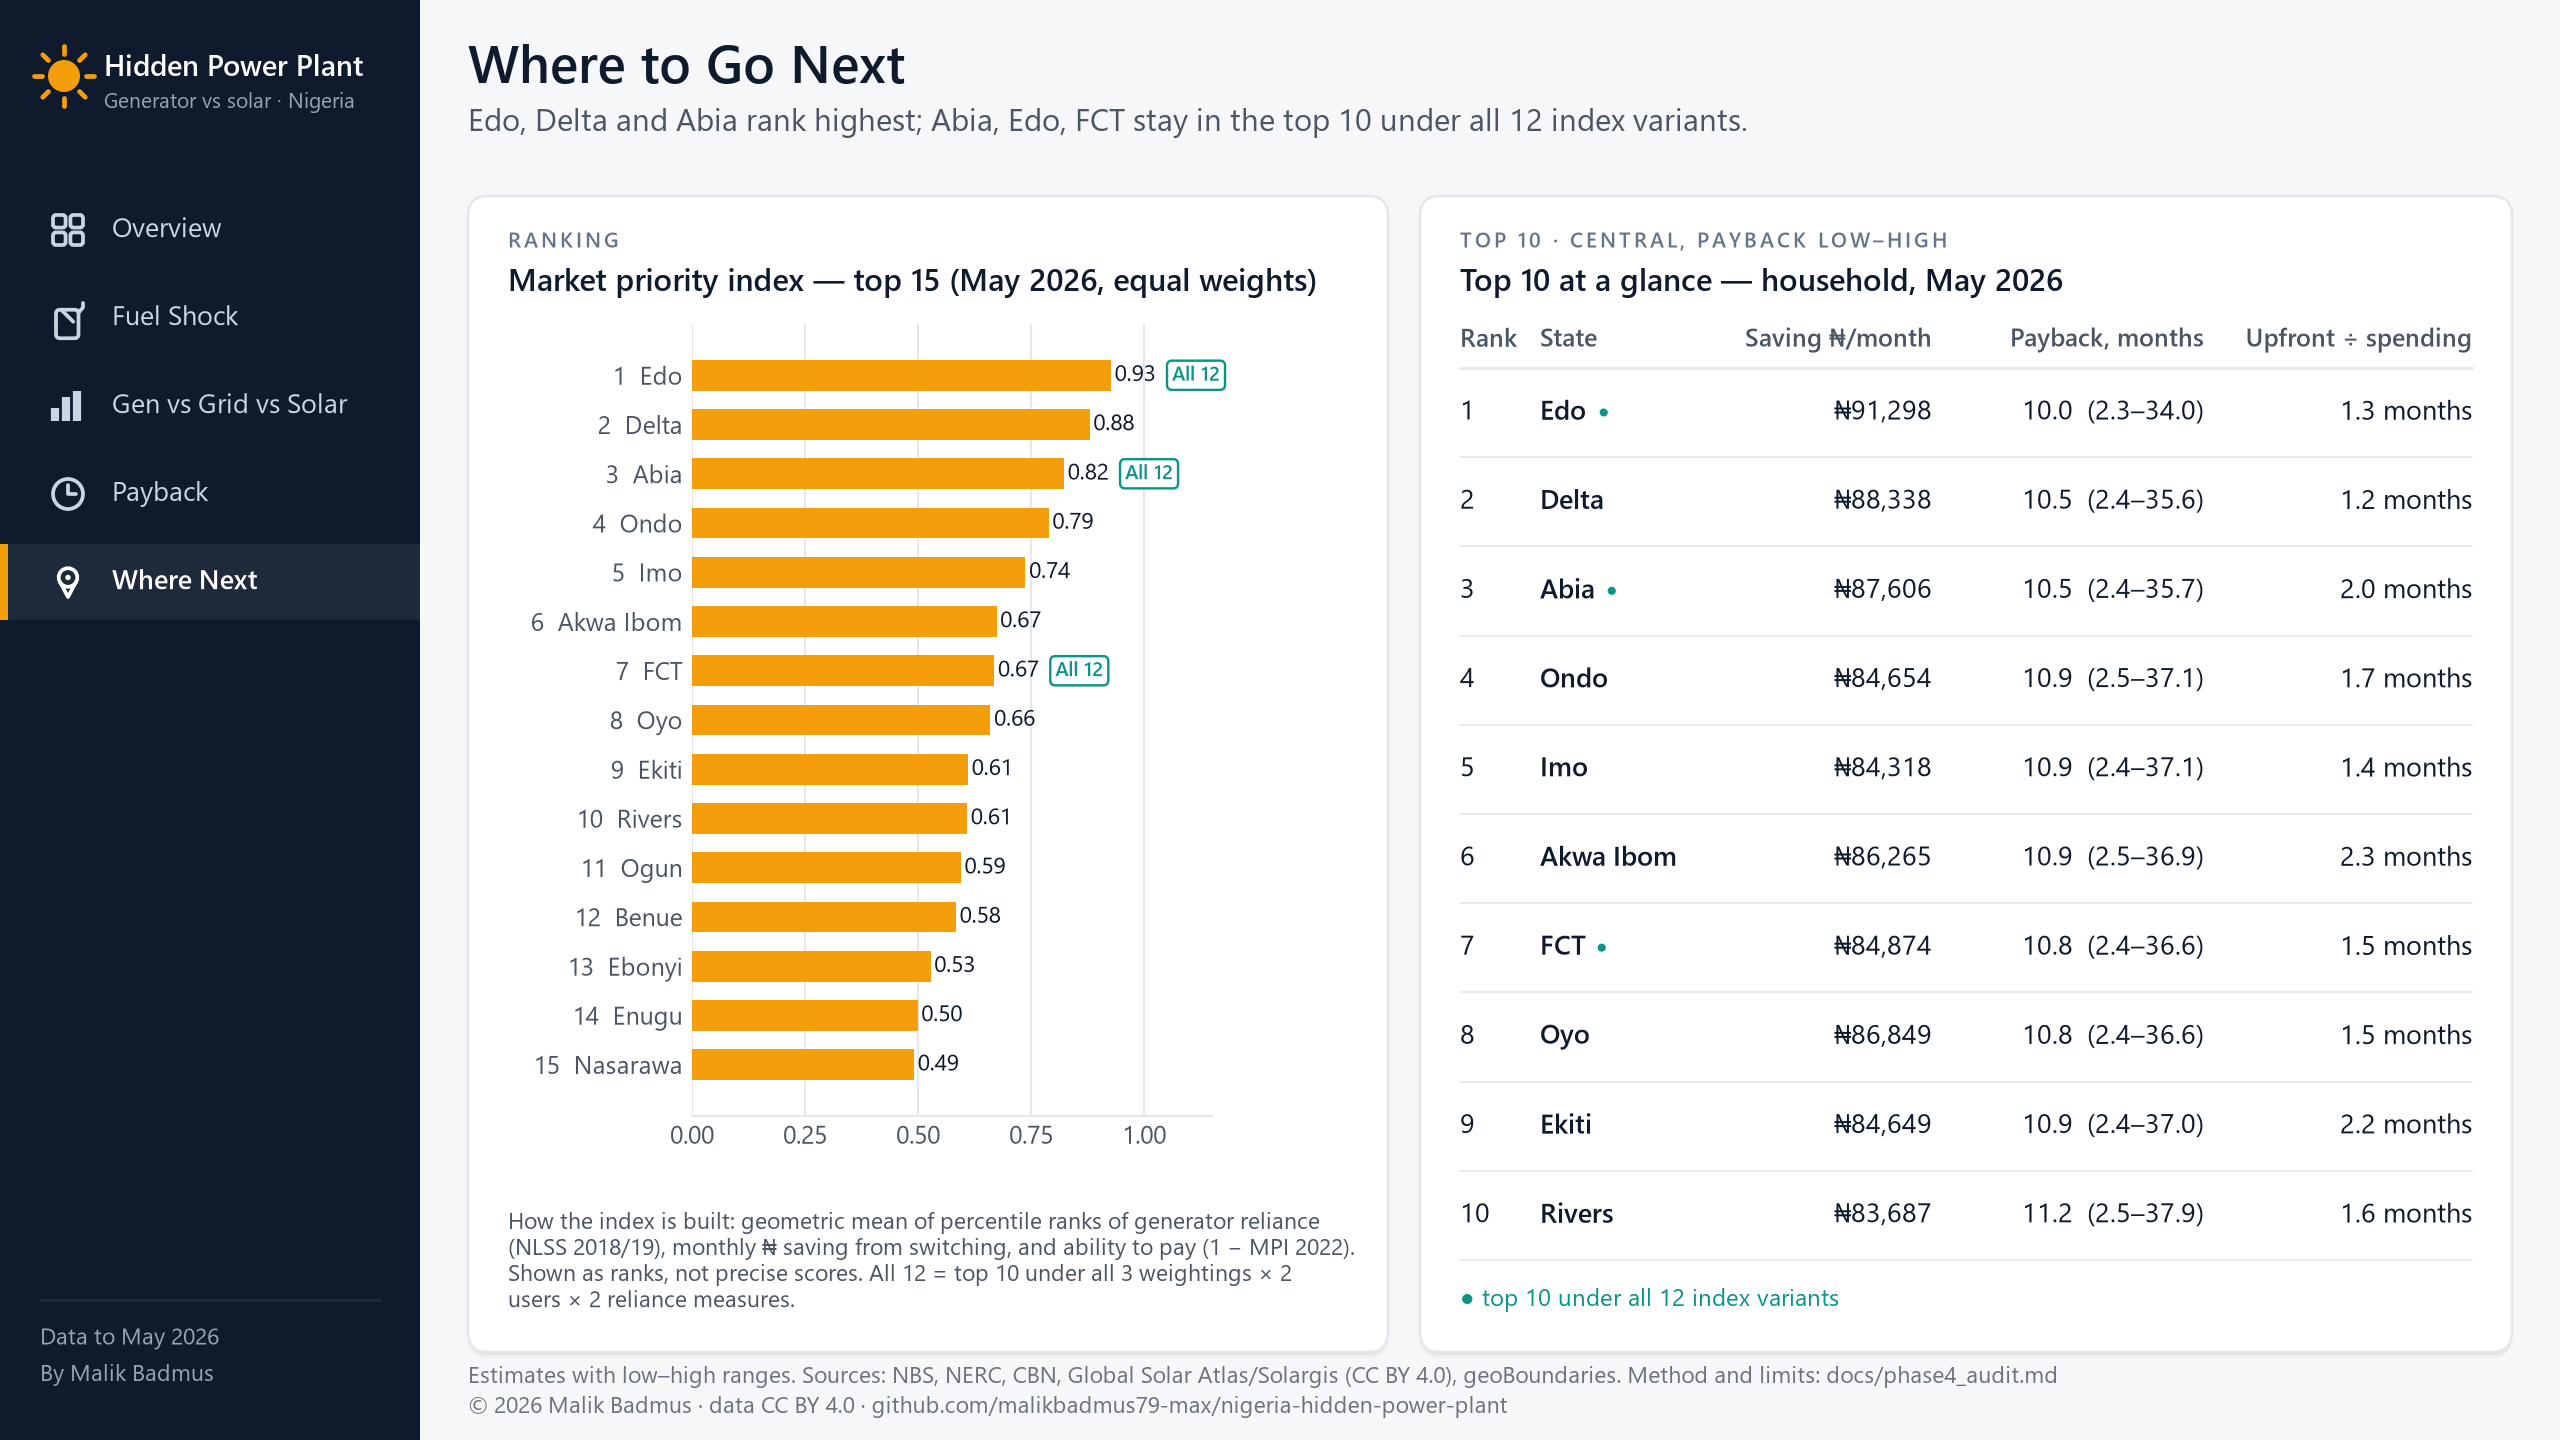 Hidden Power Plant
Generator vs solar · Nigeria
Overview
Fuel Shock
Gen vs Grid vs Solar
Payback
Where Next
Data to May 2026
By Malik Badmus
Where to Go Next
Edo, Delta and Abia rank highest; Abia, Edo, FCT stay in the top 10 under all 12 index variants.
RANKING
Market priority index — top 15 (May 2026, equal weights)
1 Edo 0.93 All 12
2 Delta 0.88
3 Abia 0.82 All 12
4 Ondo 0.79
5 Imo 0.74
6 Akwa Ibom 0.67
7 FCT 0.67 All 12
8 Oyo 0.66
9 Ekiti 0.61
10 Rivers 0.61
11 Ogun 0.59
12 Benue 0.58
13 Ebonyi 0.53
14 Enugu 0.50
15 Nasarawa 0.49
0.00 0.25 0.50 0.75 1.00
How the index is built: geometric mean of percentile ranks of generator reliance
(NLSS 2018/19), monthly ₦ saving from switching, and ability to pay (1 − MPI 2022).
Shown as ranks, not precise scores. All 12 = top 10 under all 3 weightings × 2
users × 2 reliance measures.
TOP 10 · CENTRAL, PAYBACK LOW–HIGH
Top 10 at a glance — household, May 2026
Rank State Saving ₦/month Payback, months Upfront ÷ spending
1 Edo • ₦91,298 10.0 (2.3–34.0) 1.3 months
2 Delta ₦88,338 10.5 (2.4–35.6) 1.2 months
3 Abia • ₦87,606 10.5 (2.4–35.7) 2.0 months
4 Ondo ₦84,654 10.9 (2.5–37.1) 1.7 months
5 Imo ₦84,318 10.9 (2.4–37.1) 1.4 months
6 Akwa Ibom ₦86,265 10.9 (2.5–36.9) 2.3 months
7 FCT • ₦84,874 10.8 (2.4–36.6) 1.5 months
8 Oyo ₦86,849 10.8 (2.4–36.6) 1.5 months
9 Ekiti ₦84,649 10.9 (2.4–37.0) 2.2 months
10 Rivers ₦83,687 11.2 (2.5–37.9) 1.6 months
• top 10 under all 12 index variants
Estimates with low–high ranges. Sources: NBS, NERC, CBN, Global Solar Atlas/Solargis (CC BY 4.0), geoBoundaries. Method and limits: docs/phase4_audit.md
© 2026 Malik Badmus · data CC BY 4.0 · github.com/malikbadmus79-max/nigeria-hidden-power-plant